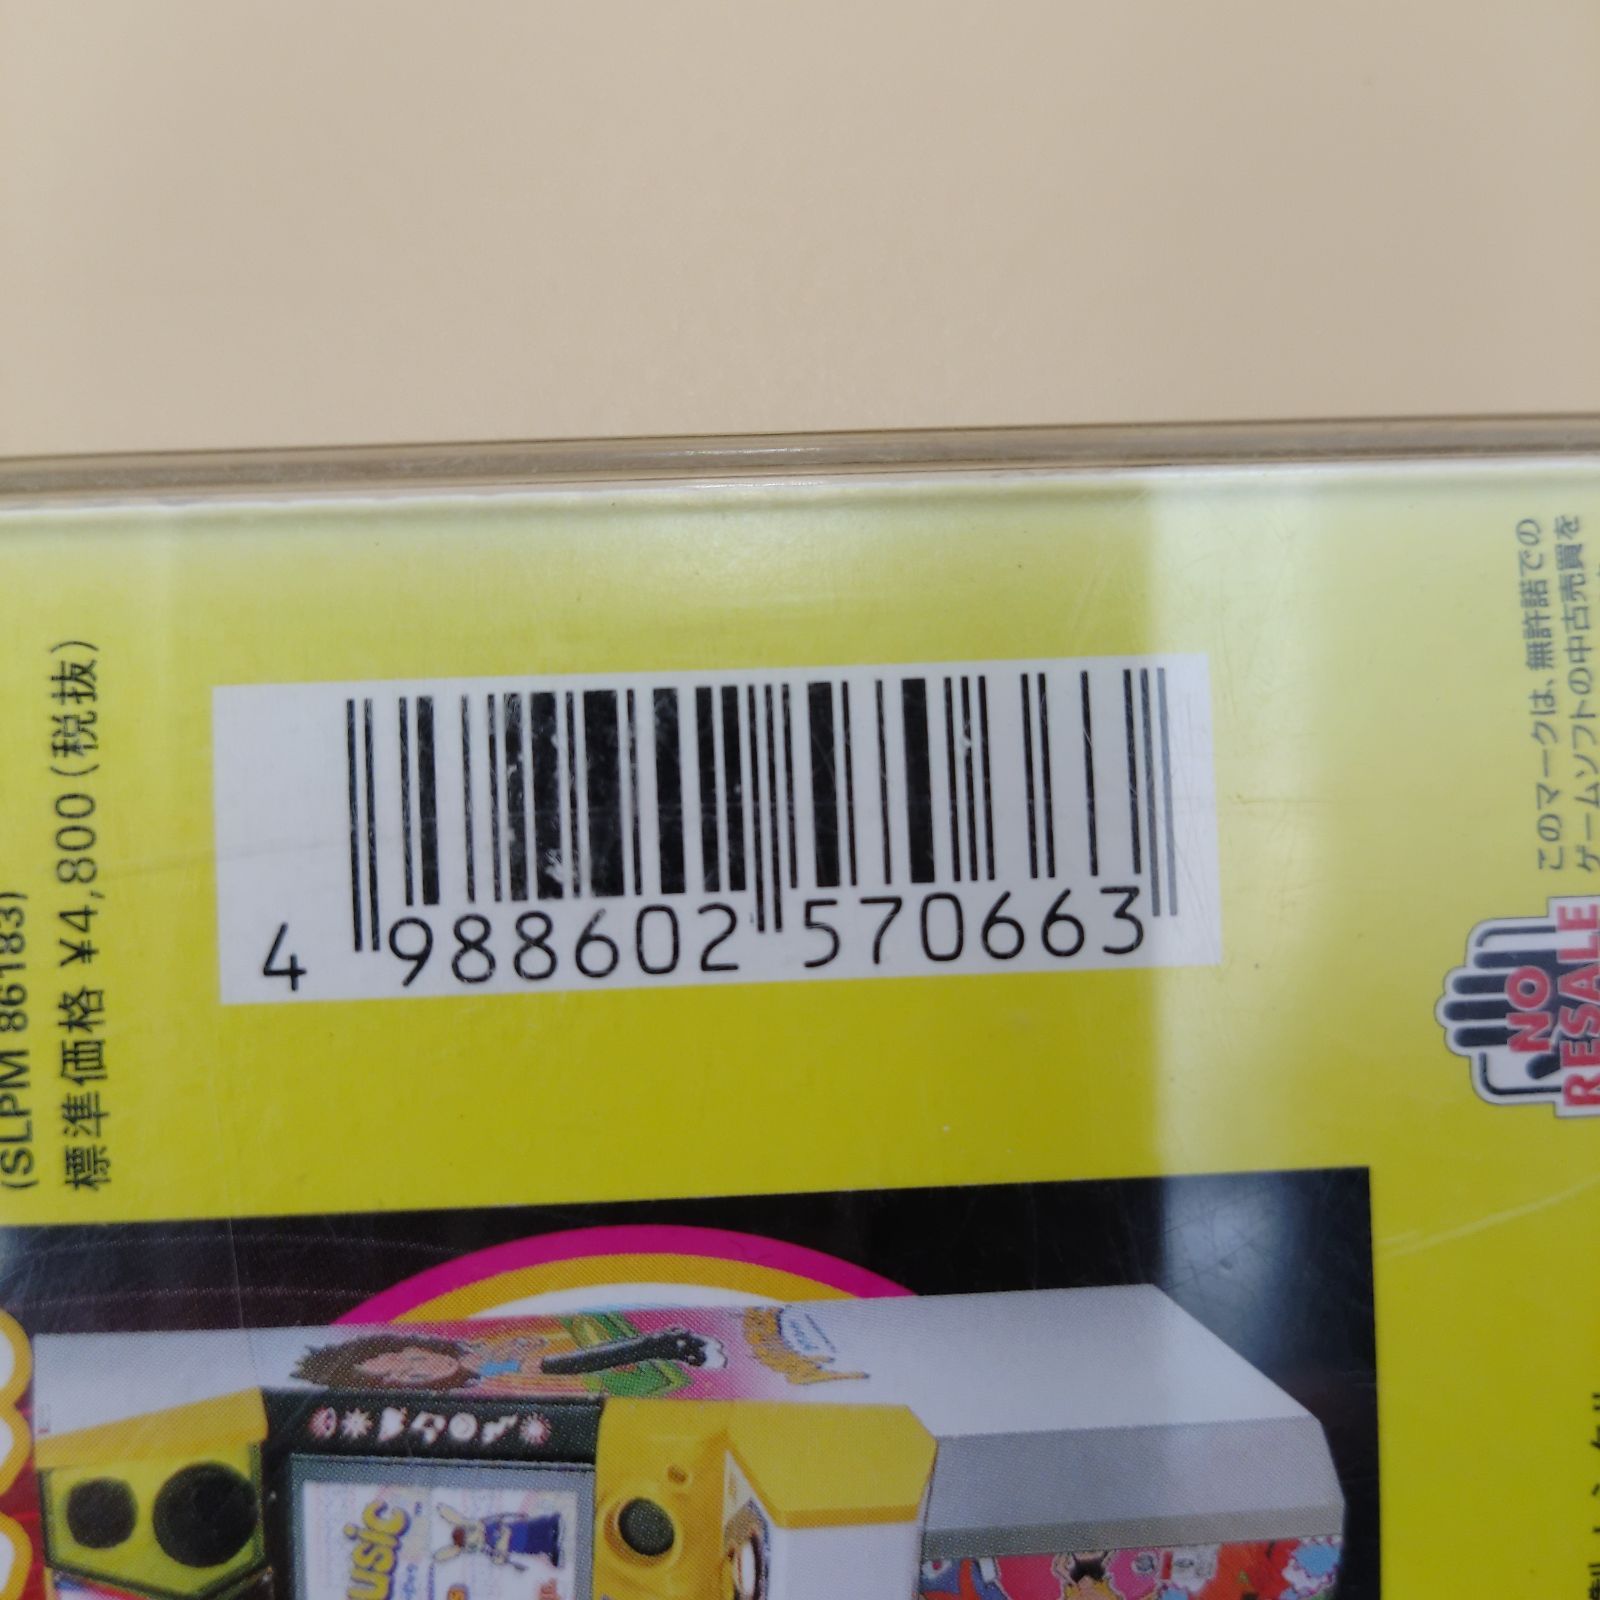 (SLPM 86183)
標準価格 ¥4,800(税抜)
4 988602 570663
このマークは、無許諾での
ゲームソフトの中古売買を
NO
RESALE
usic